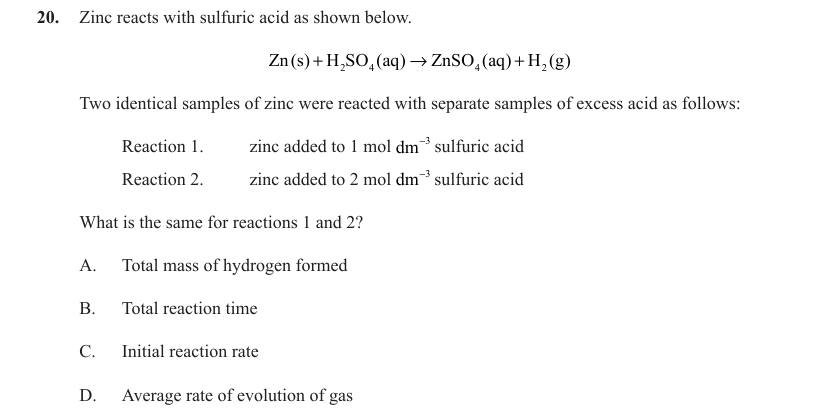 20. Zinc reacts with sulfuric acid as shown below.
Zn(s) + H₂SO₄(aq) → ZnSO₄(aq) + H₂(g)
Two identical samples of zinc were reacted with separate samples of excess acid as follows:
Reaction 1. zinc added to 1 mol dm⁻³ sulfuric acid
Reaction 2. zinc added to 2 mol dm⁻³ sulfuric acid
What is the same for reactions 1 and 2?
A. Total mass of hydrogen formed
B. Total reaction time
C. Initial reaction rate
D. Average rate of evolution of gas